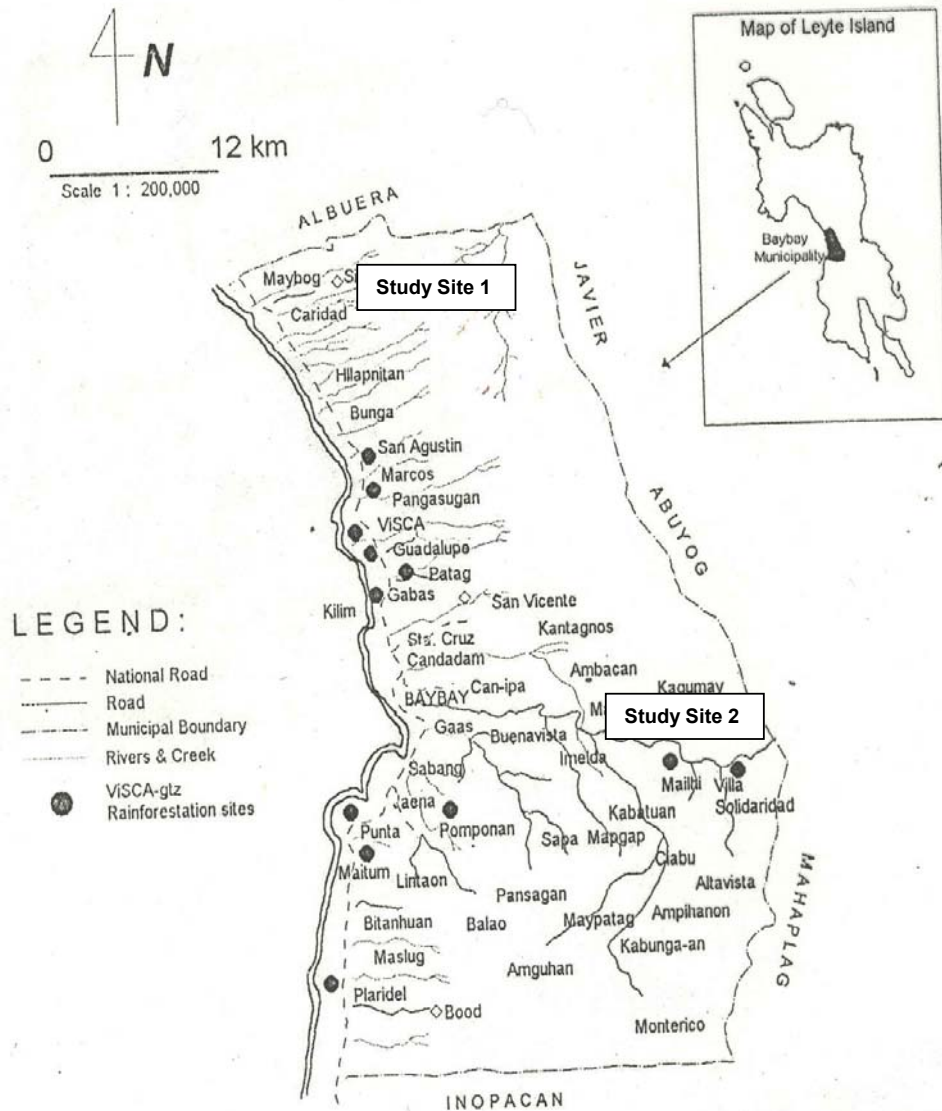 Map of Leyte Island
N
0 12 km
Scale 1 : 200,000
Baybay
Municipality
ALBUERA
JAVIER
ABUYOG
MAHAPLAG
INOPACAN
Maybog
Study Site 1
Caridad
Hilapnitan
Bunga
San Agustin
Marcos
Pangasugan
ViSCA
Guadalupe
Patag
Gabas
Kilim
San Vicente
Sta. Cruz
Kantagnos
Candadam
Ambacan
Can-ipa
Kagumay
BAYBAY
Study Site 2
Gaas
Buenavista
Imelda
Sabang
Mailhi
Villa
Solidaridad
Jaena
Kabatuan
Punta
Pomponan
Sapa
Mapgap
Maitum
Ciabu
Lintaon
Altavista
Pansagan
Bitanhuan
Balao
Maypatag
Ampihanon
Maslug
Kabunga-an
Amguhan
Plaridel
Bood
Monterico
LEGEND:
National Road
Road
Municipal Boundary
Rivers & Creek
ViSCA-gtz
Rainforestation sites